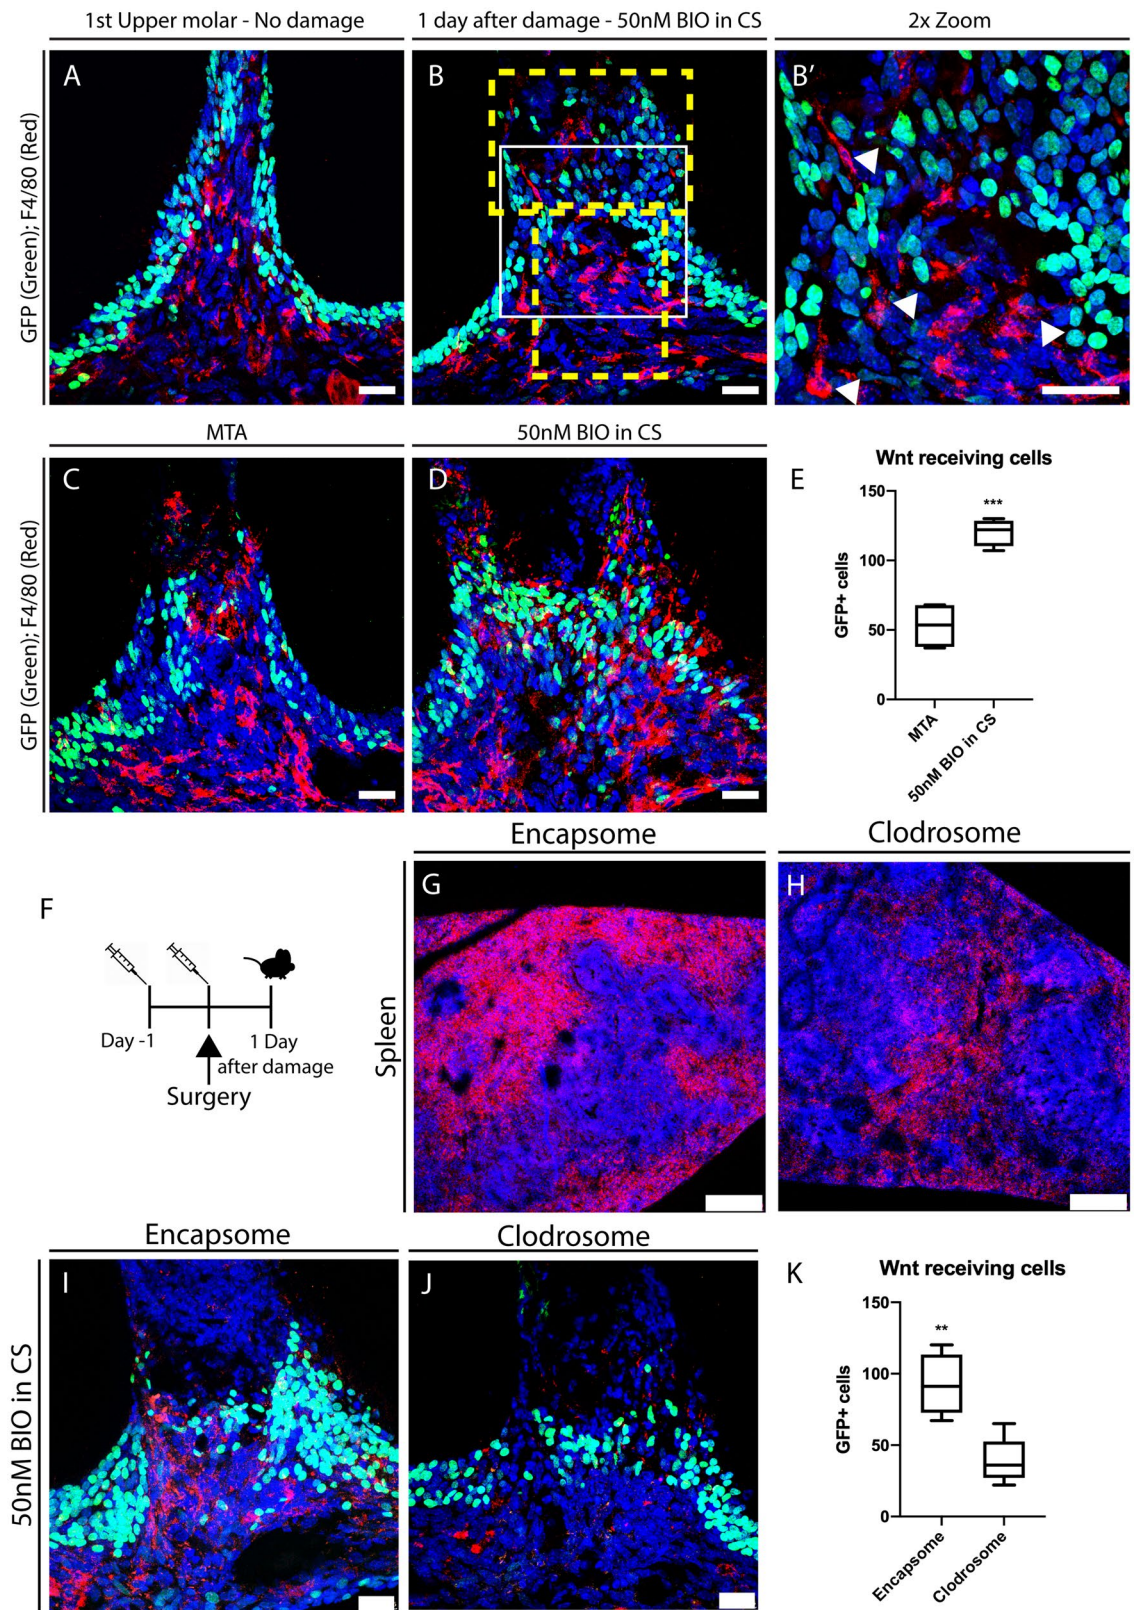 1st Upper molar - No damage
1 day after damage - 50nM BIO in CS
2x Zoom
GFP (Green); F4/80 (Red)
A
B
B'
MTA
50nM BIO in CS
GFP (Green); F4/80 (Red)
C
D
E
Wnt receiving cells
GFP+ cells
150
100
50
0
***
MTA
50nM BIO in CS
Encapsome
Clodrosome
F
Day -1
1 Day
after damage
Surgery
Spleen
G
H
Encapsome
Clodrosome
50nM BIO in CS
I
J
K
Wnt receiving cells
GFP+ cells
150
100
50
0
**
Encapsome
Clodrosome